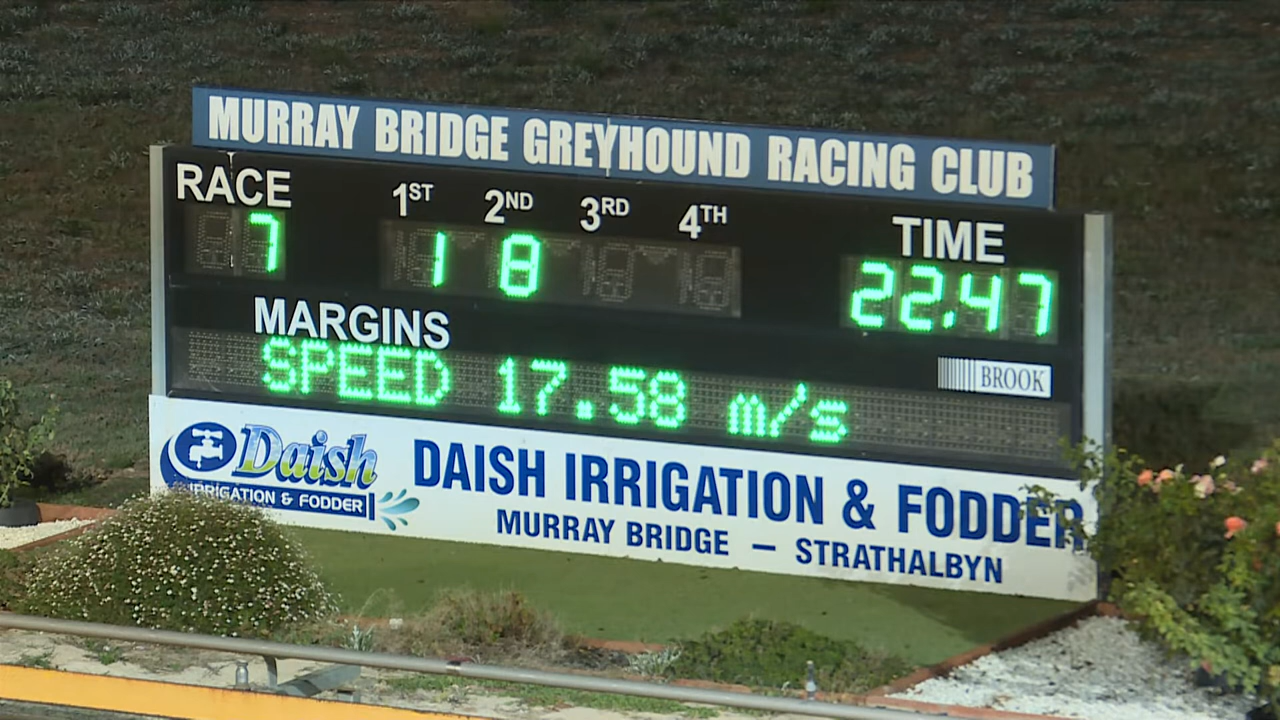 MURRAY BRIDGE GREYHOUND RACING CLUB
RACE 1ST 2ND 3RD 4TH TIME
7 1 8 22.47
MARGINS
BROOK
SPEED 17.58 m/s
Daish
IRRIGATION & FODDER
DAISH IRRIGATION & FODDER
MURRAY BRIDGE – STRATHALBYN